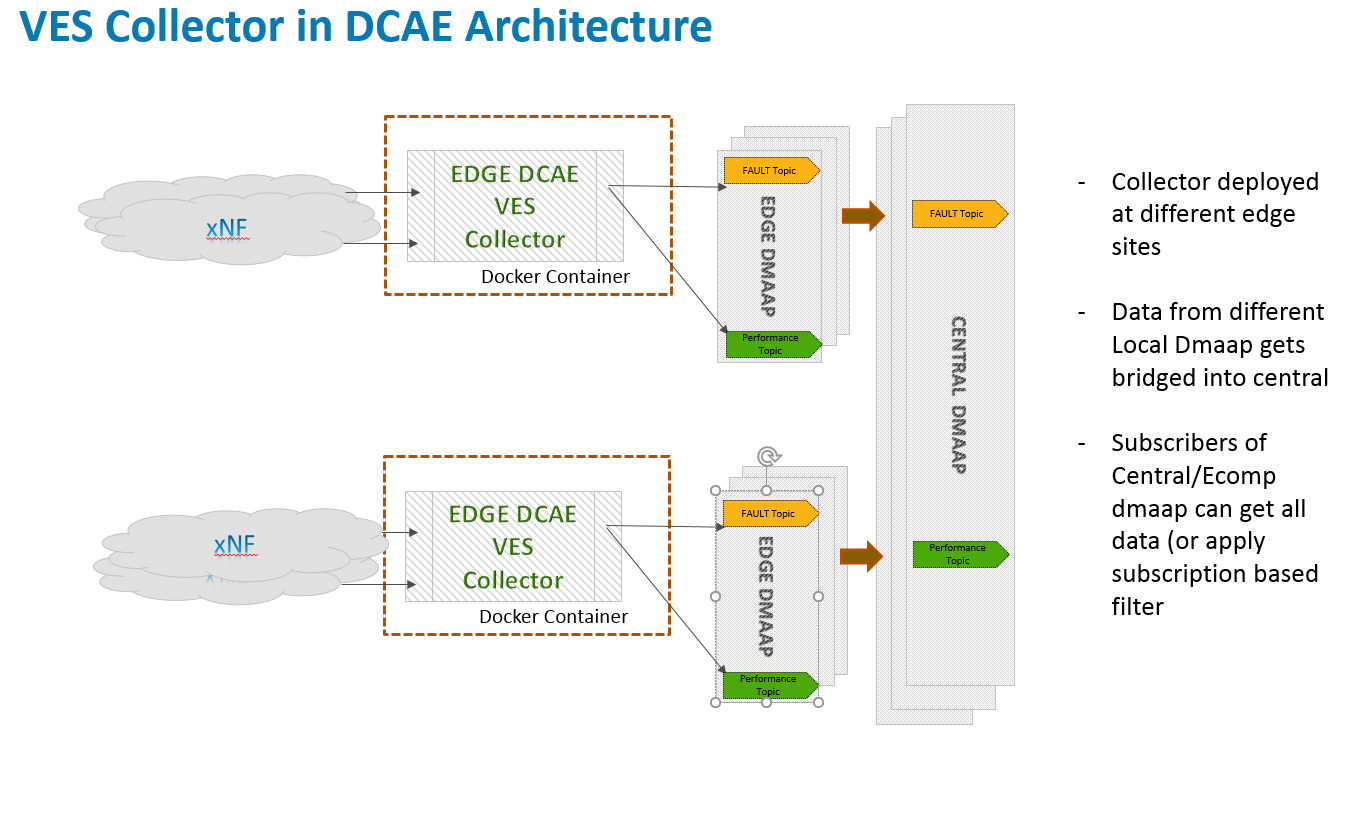 VES Collector in DCAE Architecture
xNF
EDGE DCAE
VES
Collector
Docker Container
FAULT Topic
EDGE DMAAP
Performance
Topic
xNF
EDGE DCAE
VES
Collector
Docker Container
FAULT Topic
EDGE DMAAP
Performance
Topic
FAULT Topic
CENTRAL DMAAP
Performance
Topic
- Collector deployed
at different edge
sites
- Data from different
Local Dmaap gets
bridged into central
- Subscribers of
Central/Ecomp
dmaap can get all
data (or apply
subscription based
filter